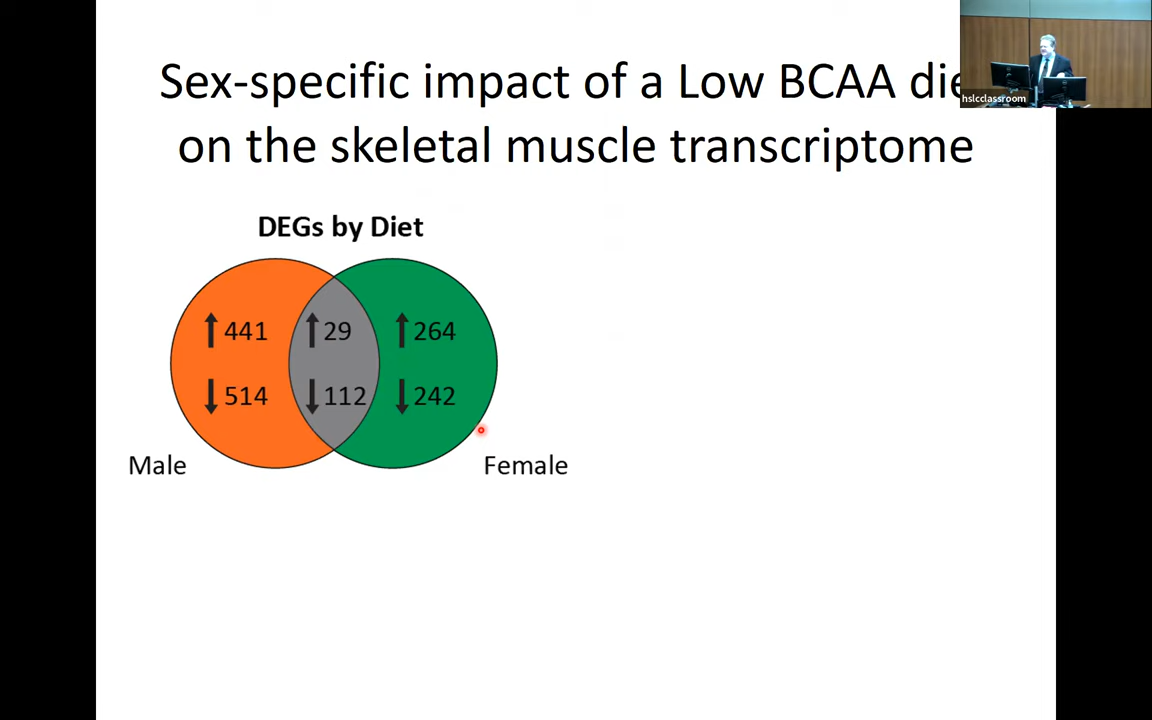 Sex-specific impact of a Low BCAA
on the skeletal muscle transcriptome
hslcclassroom
DEGs by Diet
441 29 264
514 112 242
Male Female